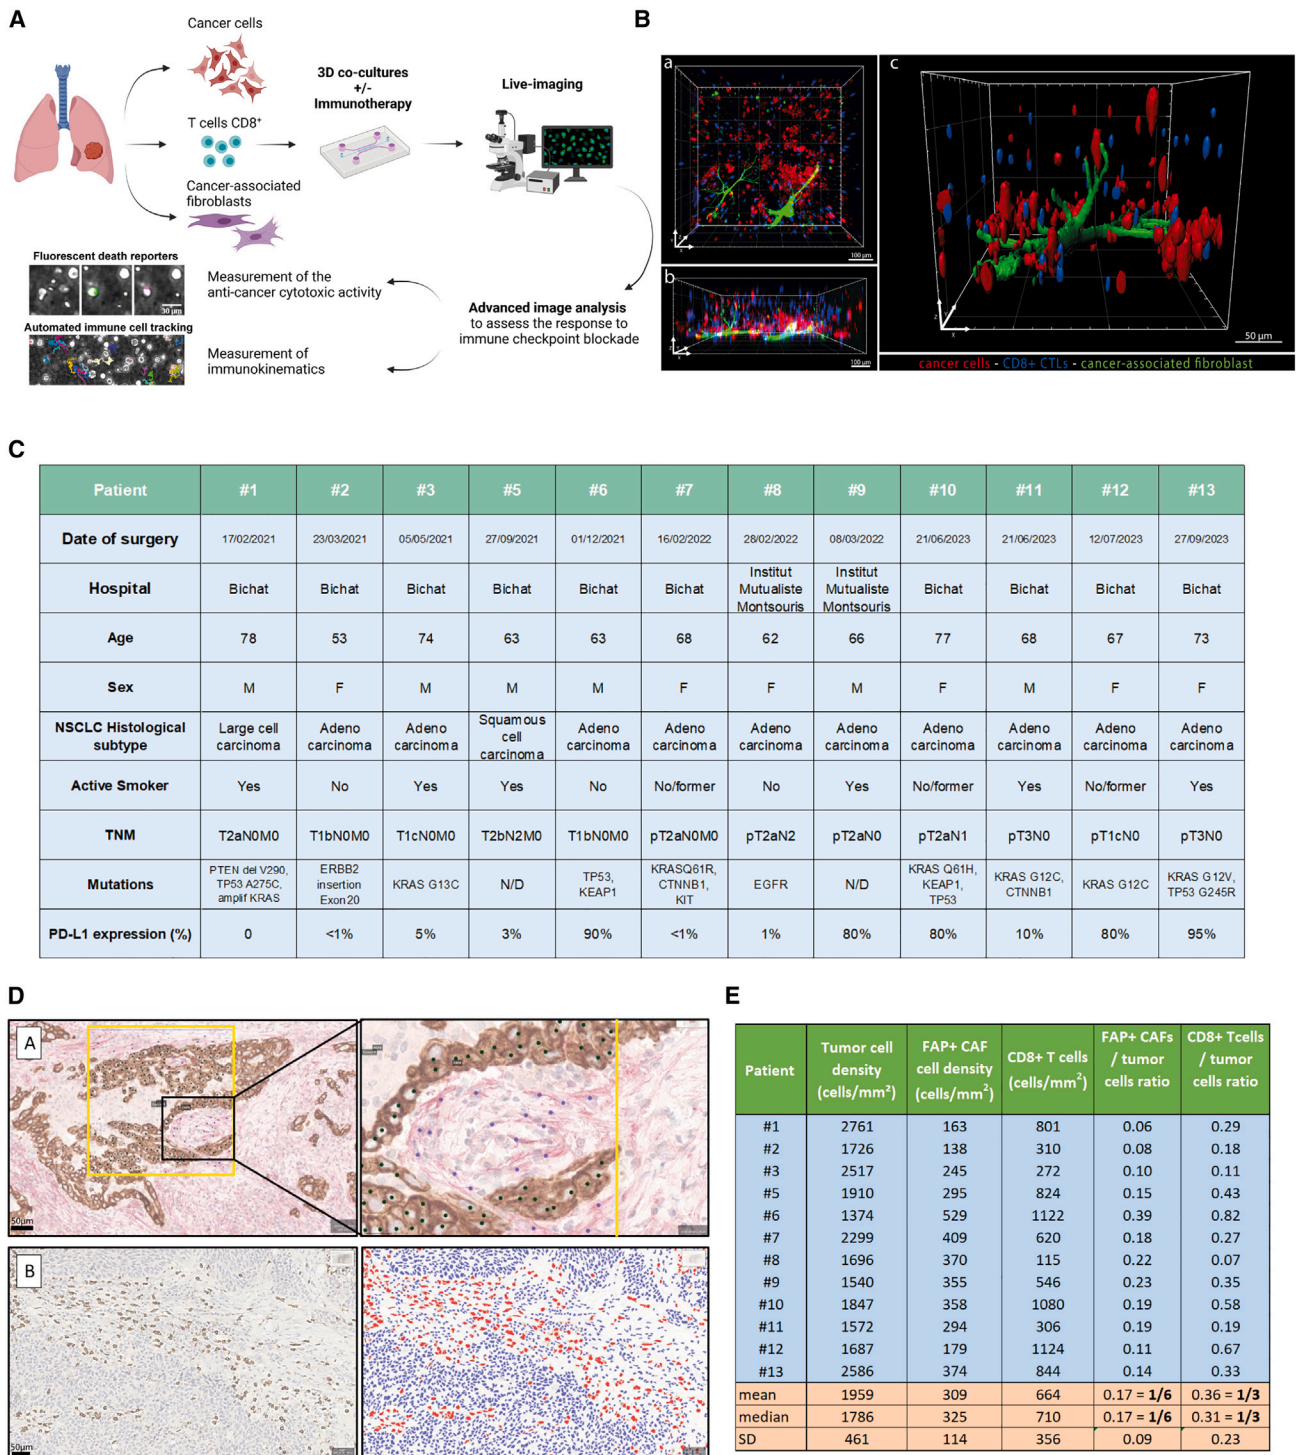 A
Cancer cells
T cells CD8+
Cancer-associated
fibroblasts
3D co-cultures
+/-
Immunotherapy
Live-imaging
Fluorescent death reporters
30 µm
Automated immune cell tracking
Measurement of the
anti-cancer cytotoxic activity
Measurement of
immunokinematics
Advanced image analysis
to assess the response to
immune checkpoint blockade
B
a
100 µm
b
100 µm
c
50 µm
cancer cells - CD8+ CTLs - cancer-associated fibroblast
C
Patient #1 #2 #3 #5 #6 #7 #8 #9 #10 #11 #12 #13
Date of surgery 17/02/2021 23/03/2021 05/05/2021 27/09/2021 01/12/2021 16/02/2022 28/02/2022 08/03/2022 21/06/2023 21/06/2023 12/07/2023 27/09/2023
Hospital Bichat Bichat Bichat Bichat Bichat Bichat Institut Mutualiste Montsouris Institut Mutualiste Montsouris Bichat Bichat Bichat Bichat
Age 78 53 74 63 63 68 62 66 77 68 67 73
Sex M F M M M F F M F M F F
NSCLC Histological subtype Large cell carcinoma Adeno carcinoma Adeno carcinoma Squamous cell carcinoma Adeno carcinoma Adeno carcinoma Adeno carcinoma Adeno carcinoma Adeno carcinoma Adeno carcinoma Adeno carcinoma Adeno carcinoma
Active Smoker Yes No Yes Yes No No/former No Yes No/former Yes No/former Yes
TNM T2aN0M0 T1bN0M0 T1cN0M0 T2bN2M0 T1bN0M0 pT2aN0M0 pT2aN2 pT2aN0 pT2aN1 pT3N0 pT1cN0 pT3N0
Mutations PTEN del V290, TP53 A275C, amplif KRAS ERBB2 insertion Exon20 KRAS G13C N/D TP53, KEAP1 KRASQ61R, CTNNB1, KIT EGFR N/D KRAS Q61H, KEAP1, TP53 KRAS G12C, CTNNB1 KRAS G12C KRAS G12V, TP53 G245R
PD-L1 expression (%) 0 <1% 5% 3% 90% <1% 1% 80% 80% 10% 80% 95%
D
A
50µm
B
50µm
E
Patient Tumor cell density (cells/mm²) FAP+ CAF cell density (cells/mm²) CD8+ T cells (cells/mm²) FAP+ CAFs / tumor cells ratio CD8+ Tcells / tumor cells ratio
#1 2761 163 801 0.06 0.29
#2 1726 138 310 0.08 0.18
#3 2517 245 272 0.10 0.11
#5 1910 295 824 0.15 0.43
#6 1374 529 1122 0.39 0.82
#7 2299 409 620 0.18 0.27
#8 1696 370 115 0.22 0.07
#9 1540 355 546 0.23 0.35
#10 1847 358 1080 0.19 0.58
#11 1572 294 306 0.19 0.19
#12 1687 179 1124 0.11 0.67
#13 2586 374 844 0.14 0.33
mean 1959 309 664 0.17 = 1/6 0.36 = 1/3
median 1786 325 710 0.17 = 1/6 0.31 = 1/3
SD 461 114 356 0.09 0.23